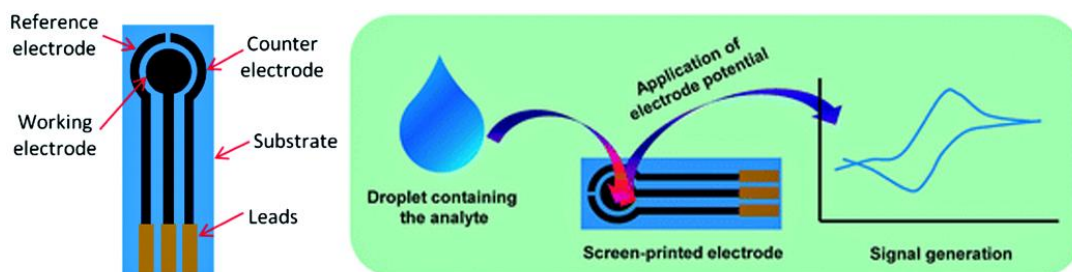 Reference
electrode
Counter
electrode
Working
electrode
Substrate
Leads
Droplet containing
the analyte
Application of
electrode potential
Screen-printed electrode
Signal generation